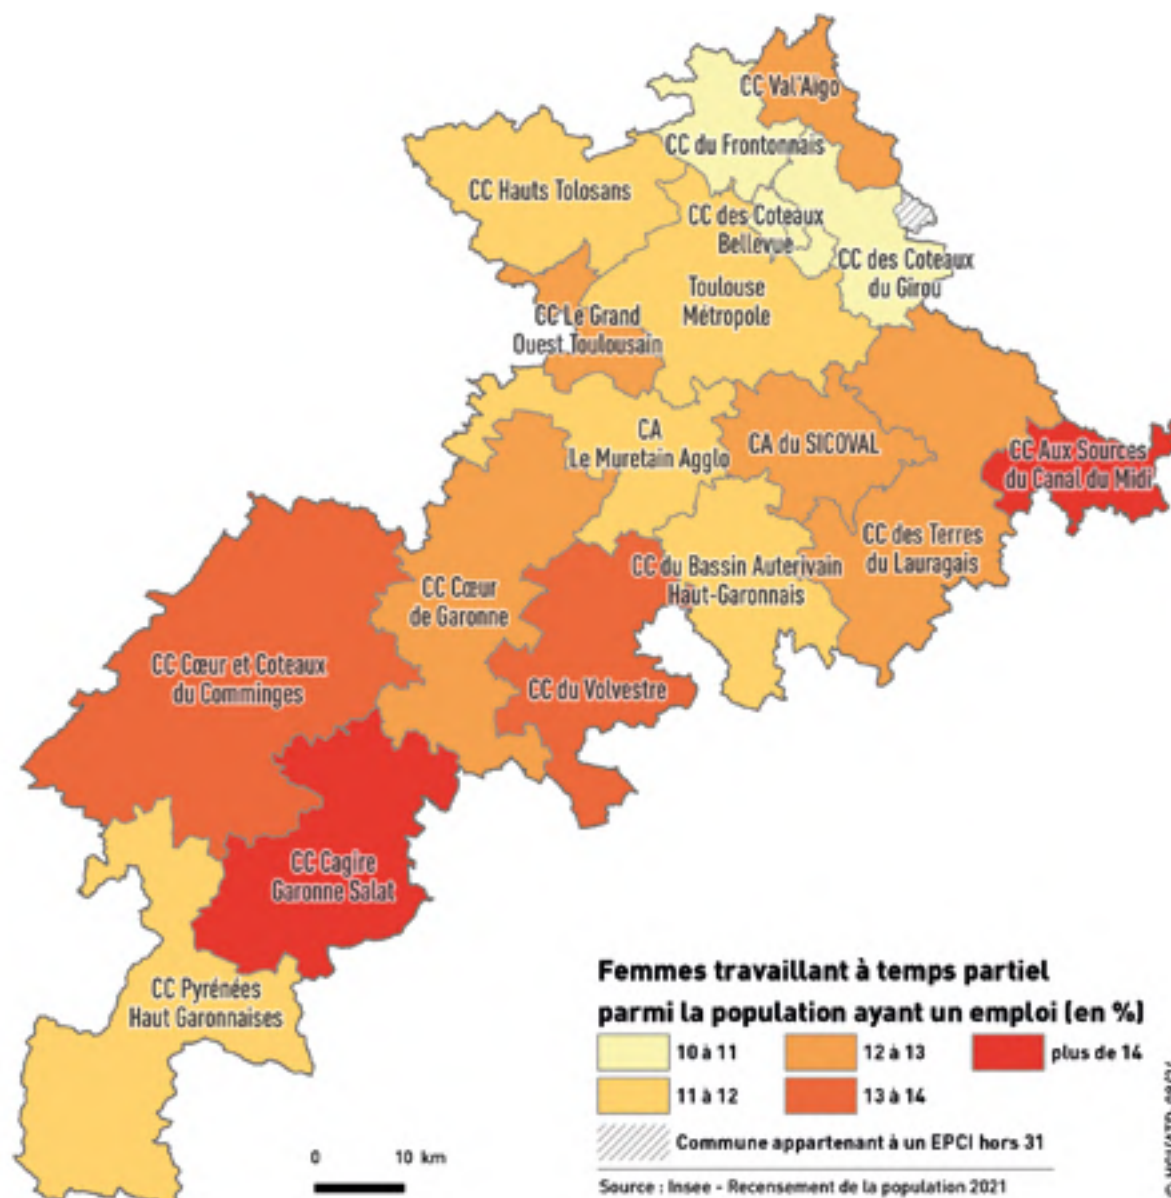 CC Val'Aïgo
CC du Frontonnais
CC Hauts Tolosans
CC des Coteaux
Bellevue
CC des Coteaux
du Girou
Toulouse
Métropole
CC Le Grand
Ouest Toulousain
CA
Le Muretain Agglo
CA du SICOVAL
CC Aux Sources
du Canal du Midi
CC des Terres
du Lauragais
CC du Bassin Auterivain
Haut-Garonnais
CC Cœur
de Garonne
CC Cœur et Coteaux
du Comminges
CC du Volvestre
CC Cagire
Garonne Salat
CC Pyrénées
Haut Garonnaises
Femmes travaillant à temps partiel
parmi la population ayant un emploi (en %)
10 à 11
12 à 13
plus de 14
11 à 12
13 à 14
Commune appartenant à un EPCI hors 31
0 10 km
Source : Insee - Recensement de la population 2021